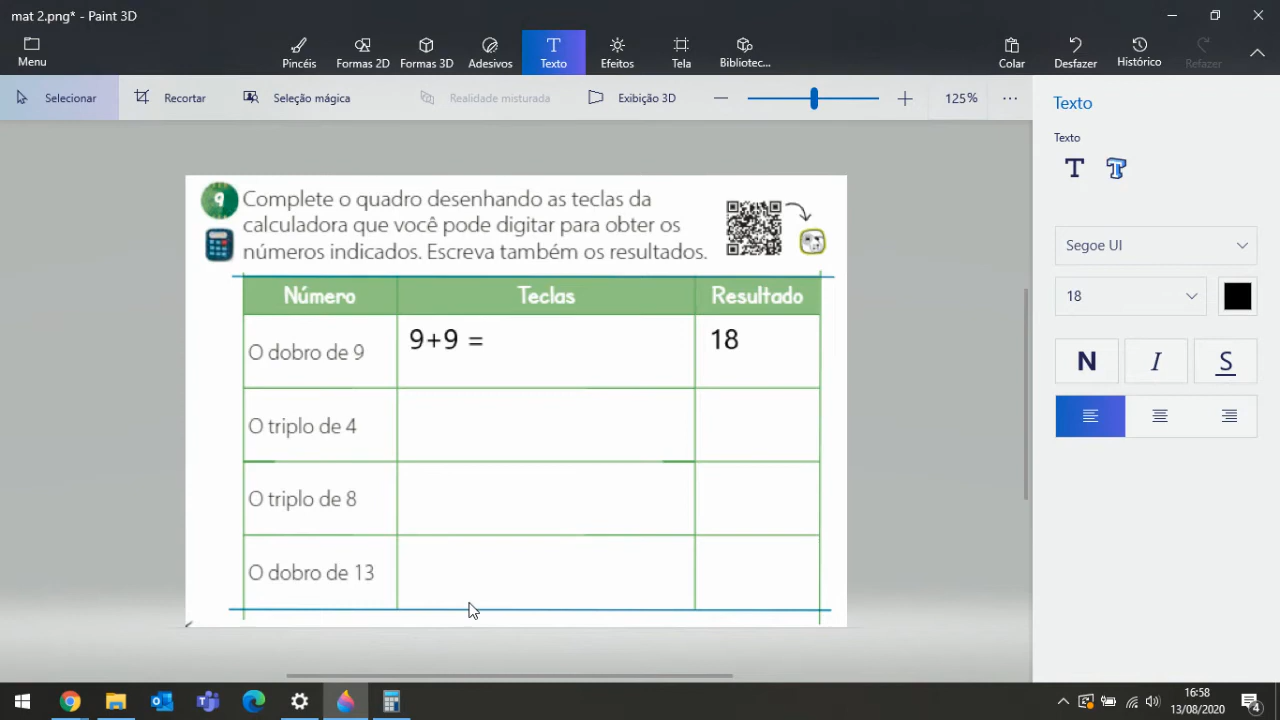 mat 2.png* - Paint 3D
Menu
Pincéis
Formas 2D
Formas 3D
Adesivos
Texto
Efeitos
Tela
Bibliotec...
Colar
Desfazer
Histórico
Refazer
Selecionar
Recortar
Seleção mágica
Realidade misturada
Exibição 3D
125%
Texto
Texto
T T
Segoe UI
18
N I S
9 Complete o quadro desenhando as teclas da
calculadora que você pode digitar para obter os
números indicados. Escreva também os resultados.
Número Teclas Resultado
O dobro de 9 9+9 = 18
O triplo de 4
O triplo de 8
O dobro de 13
16:58
13/08/2020
4